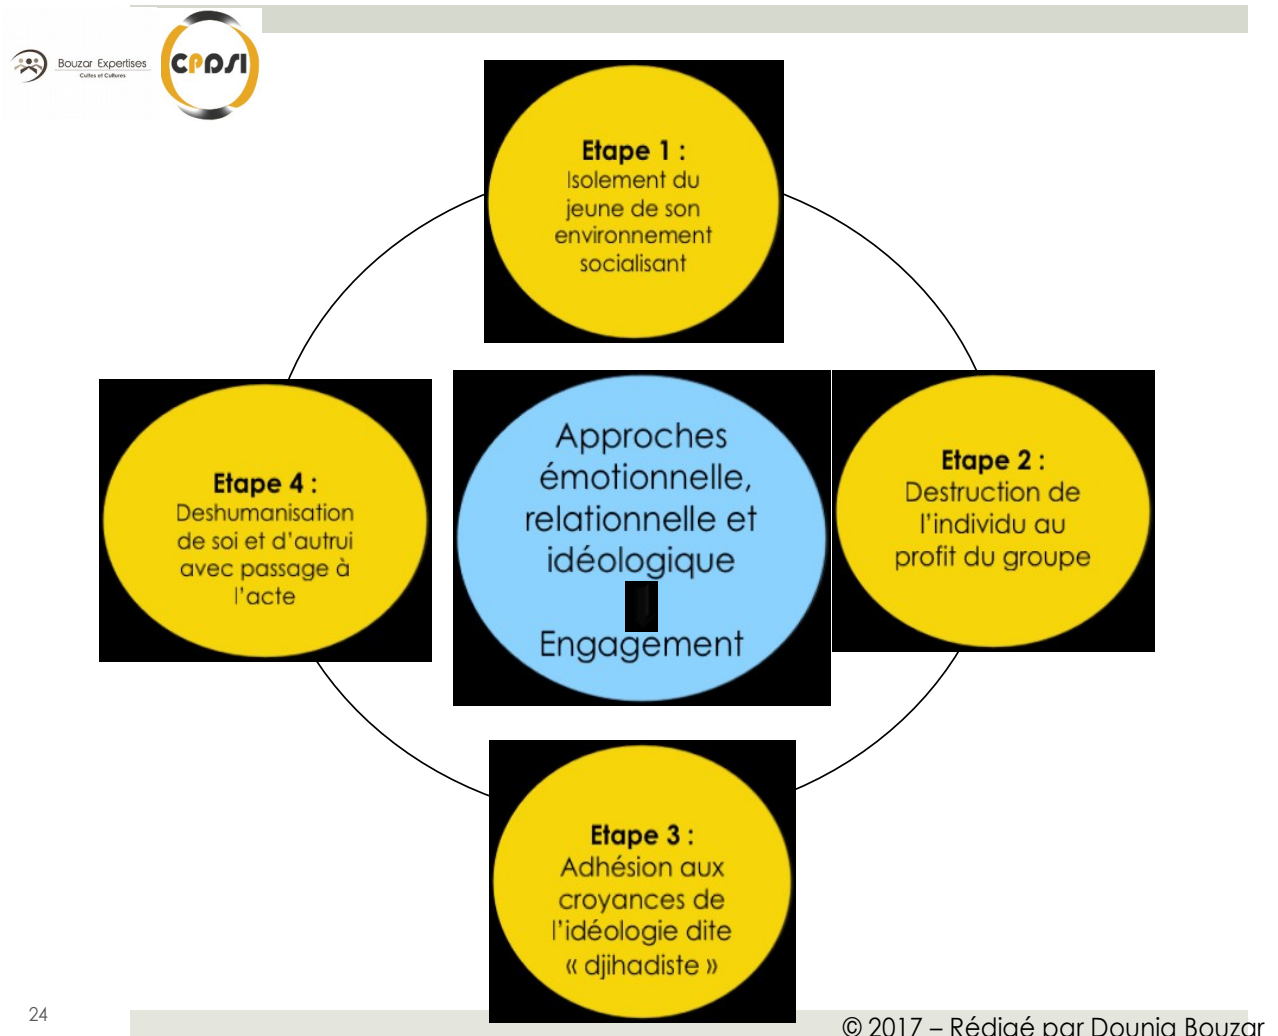 Bouzar Expertises
Cultes et Cultures
CPDSI
Etape 1 :
Isolement du
jeune de son
environnement
socialisant
Etape 2 :
Destruction de
l'individu au
profit du groupe
Etape 4 :
Deshumanisation
de soi et d'autrui
avec passage à
l'acte
Approches
émotionnelle,
relationnelle et
idéologique
Engagement
Etape 3 :
Adhésion aux
croyances de
l'idéologie dite
« djihadiste »
24
© 2017 – Rédigé par Dounia Bouzar